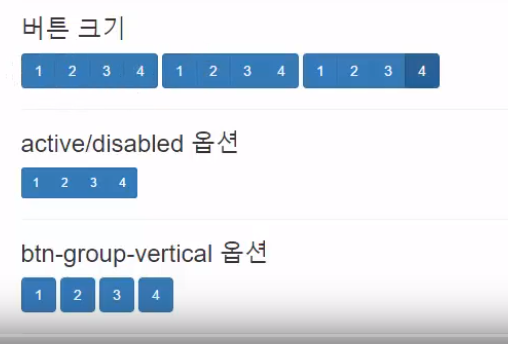 버튼 크기
1 2 3 4 1 2 3 4 1 2 3 4
active/disabled 옵션
1 2 3 4
btn-group-vertical 옵션
1 2 3 4